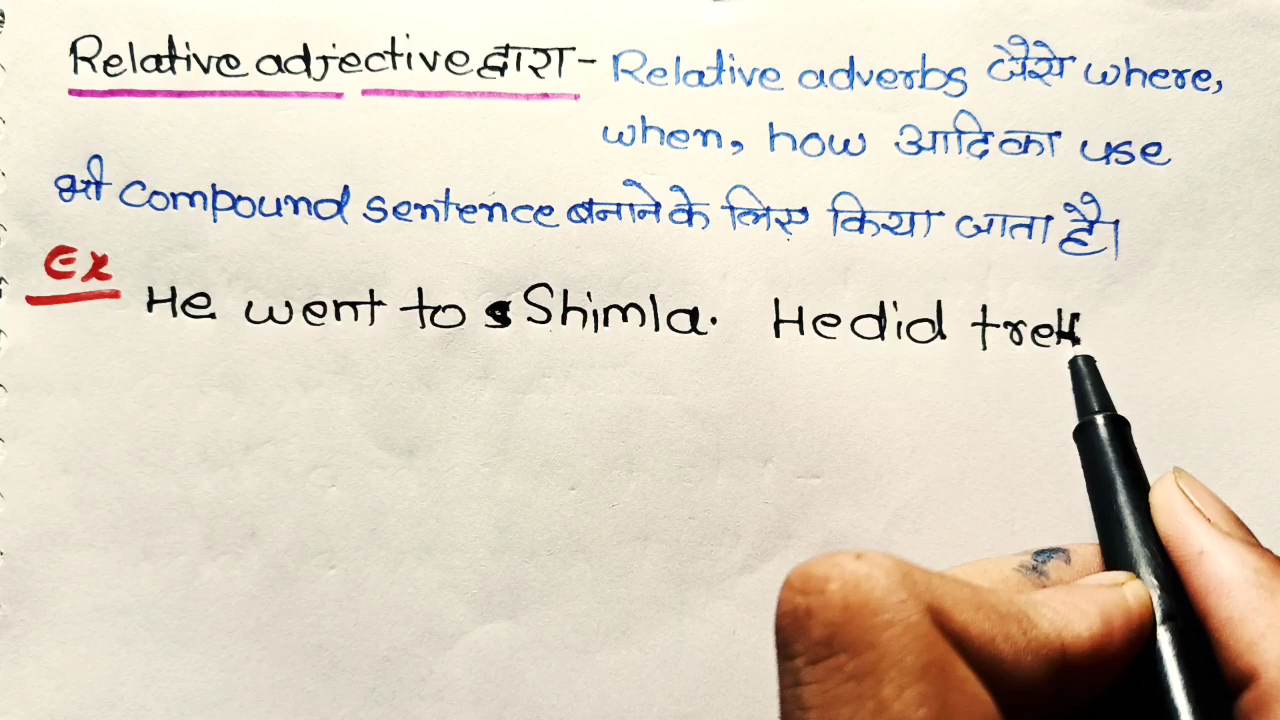 Relative adjective द्वारा- Relative adverbs जैसे where,
when, how आदि का use
भी compound sentence बनाने के लिए किया जाता है।
Ex
He went to Shimla. He did trek